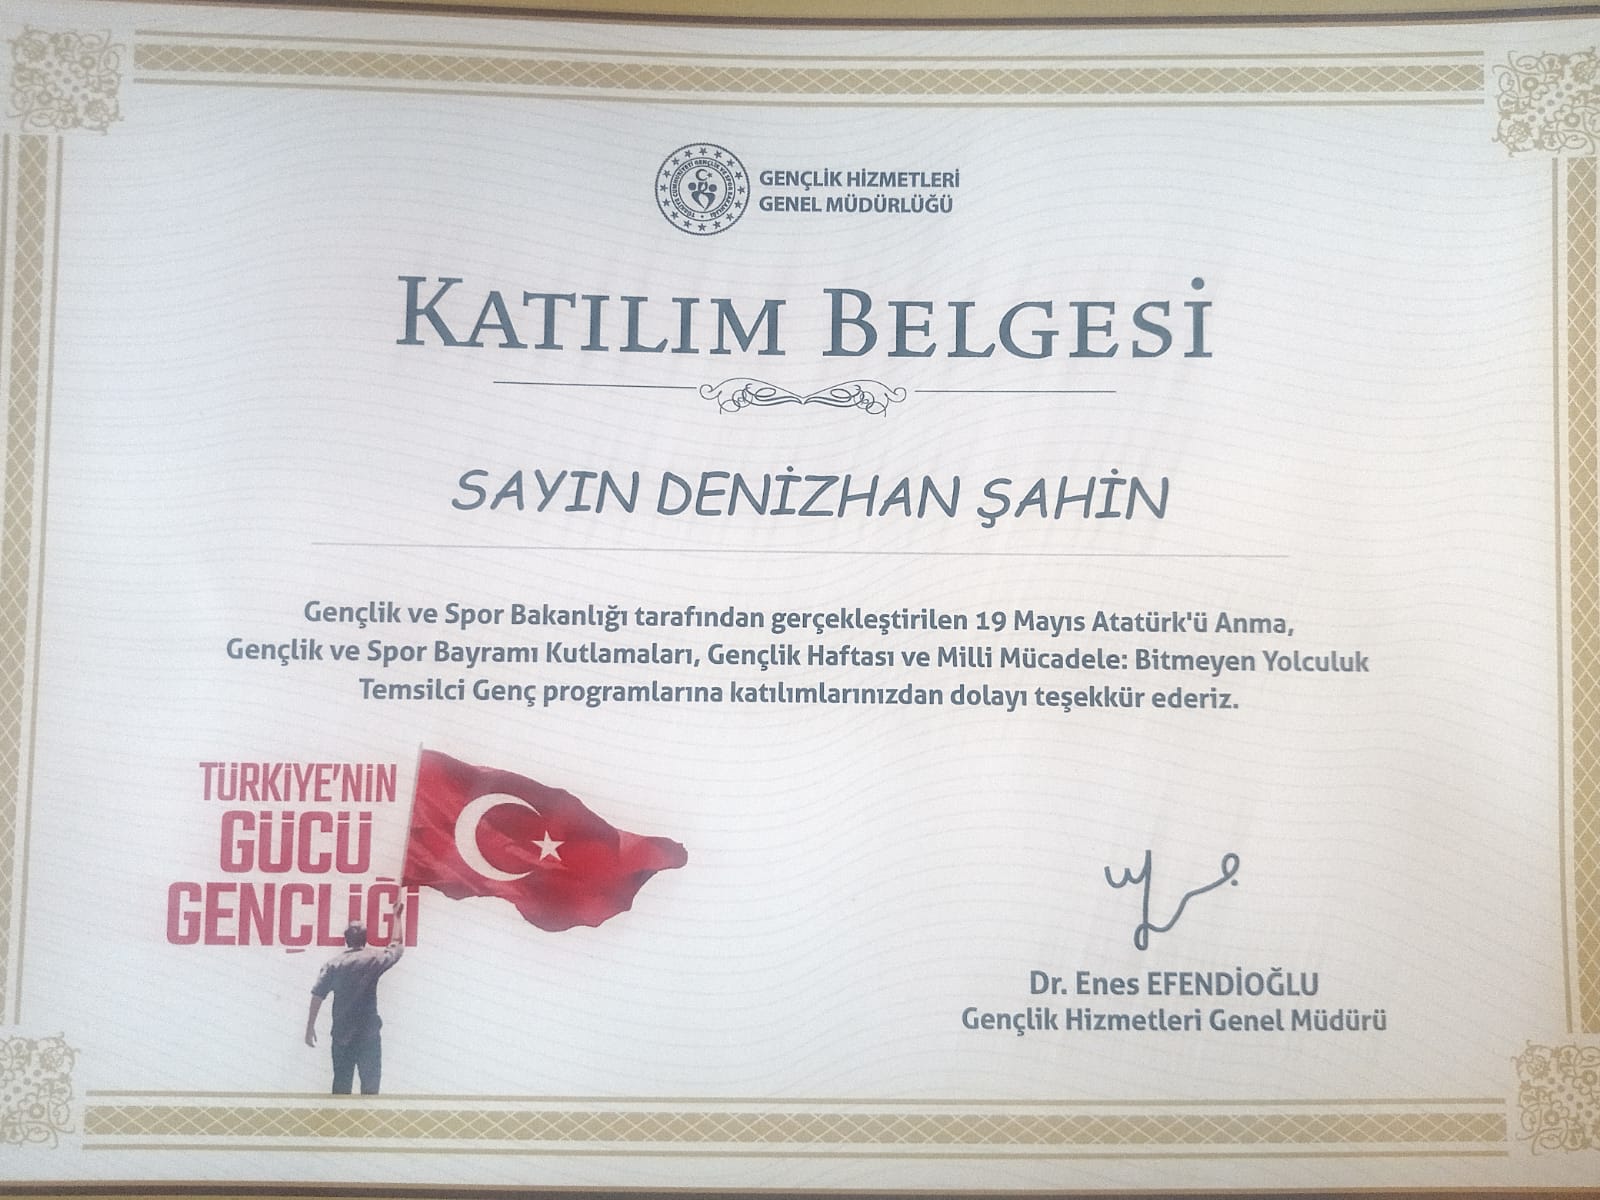 GENÇLİK HİZMETLERİ
GENEL MÜDÜRLÜĞÜ
KATILIM BELGESİ
SAYIN DENİZHAN ŞAHİN
Gençlik ve Spor Bakanlığı tarafından gerçekleştirilen 19 Mayıs Atatürk'ü Anma,
Gençlik ve Spor Bayramı Kutlamaları, Gençlik Haftası ve Milli Mücadele: Bitmeyen Yolculuk
Temsilci Genç programlarına katılımlarınızdan dolayı teşekkür ederiz.
TÜRKİYE'NİN
GÜCÜ
GENÇLİĞİ
Dr. Enes EFENDİOĞLU
Gençlik Hizmetleri Genel Müdürü